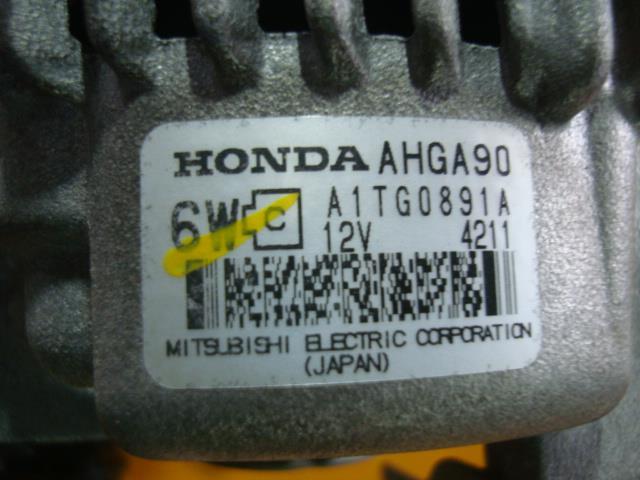 HONDA AHGA90
6W C A1TG0891A
12V 4211
MITSUBISHI ELECTRIC CORPORATION
(JAPAN)